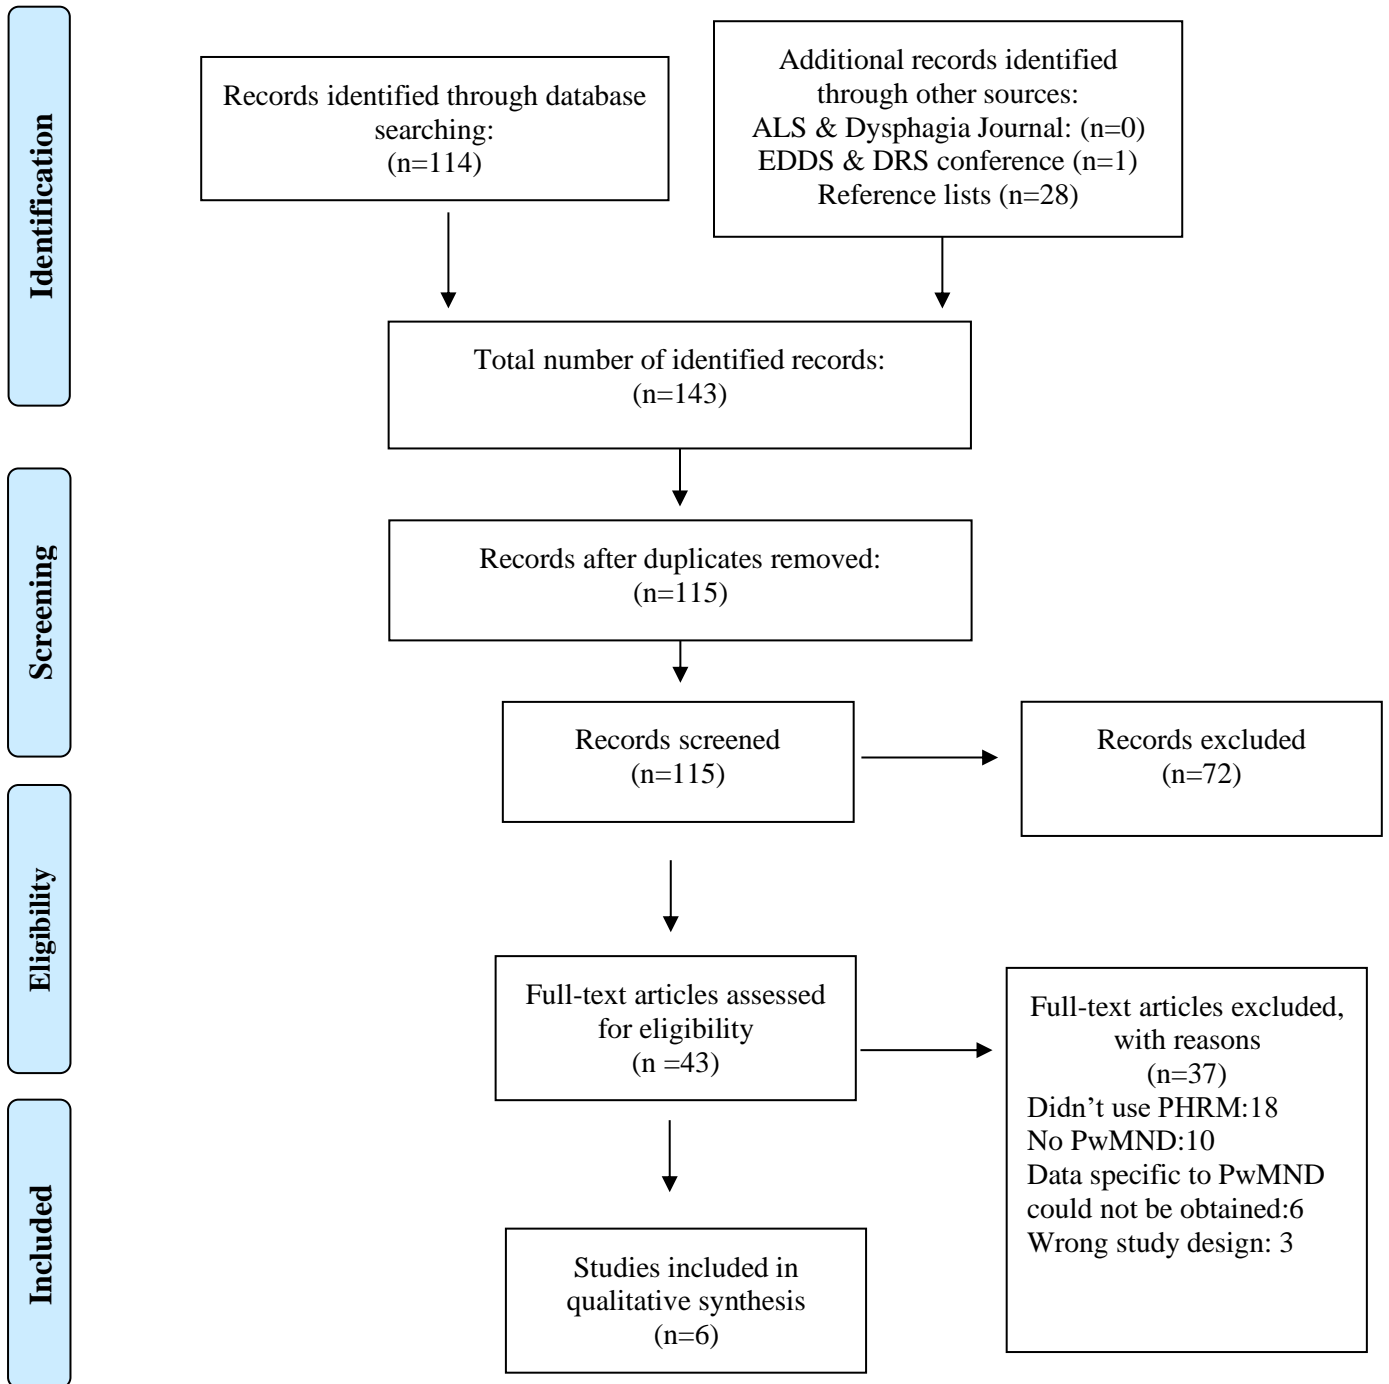 Identification
Records identified through database
searching:
(n=114)
Additional records identified
through other sources:
ALS & Dysphagia Journal: (n=0)
EDDS & DRS conference (n=1)
Reference lists (n=28)
Total number of identified records:
(n=143)
Screening
Records after duplicates removed:
(n=115)
Records screened
(n=115)
Records excluded
(n=72)
Eligibility
Full-text articles assessed
for eligibility
(n =43)
Full-text articles excluded,
with reasons
(n=37)
Didn’t use PHRM:18
No PwMND:10
Data specific to PwMND
could not be obtained:6
Wrong study design: 3
Included
Studies included in
qualitative synthesis
(n=6)